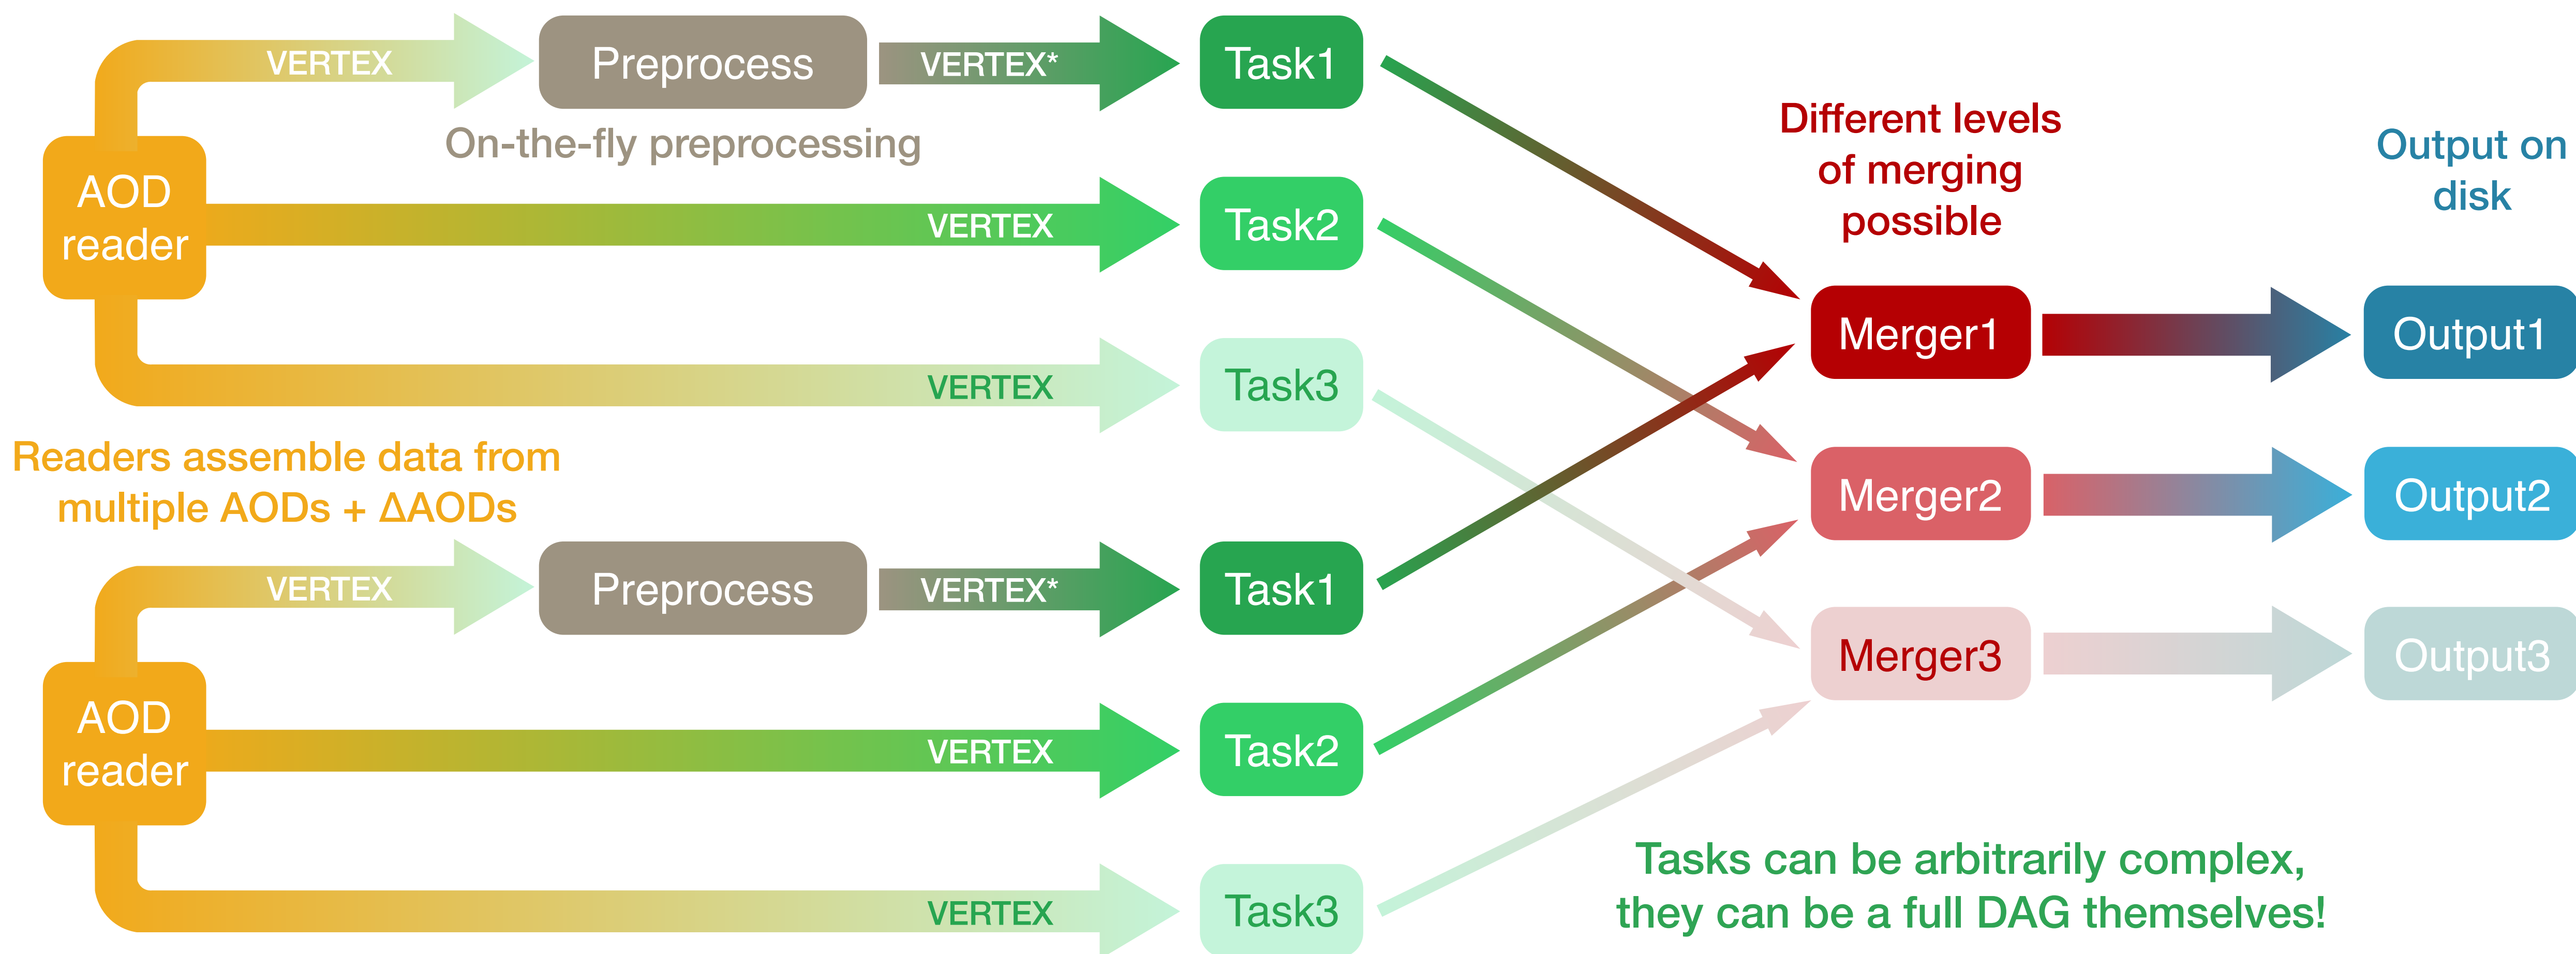 VERTEX
Preprocess
VERTEX*
Task1
On-the-fly preprocessing
AOD
reader
VERTEX
Task2
VERTEX
Task3
Different levels
of merging
possible
Output on
disk
Merger1
Output1
Readers assemble data from
multiple AODs + ΔAODs
Merger2
Output2
VERTEX
Preprocess
VERTEX*
Task1
Merger3
Output3
AOD
reader
VERTEX
Task2
VERTEX
Task3
Tasks can be arbitrarily complex,
they can be a full DAG themselves!